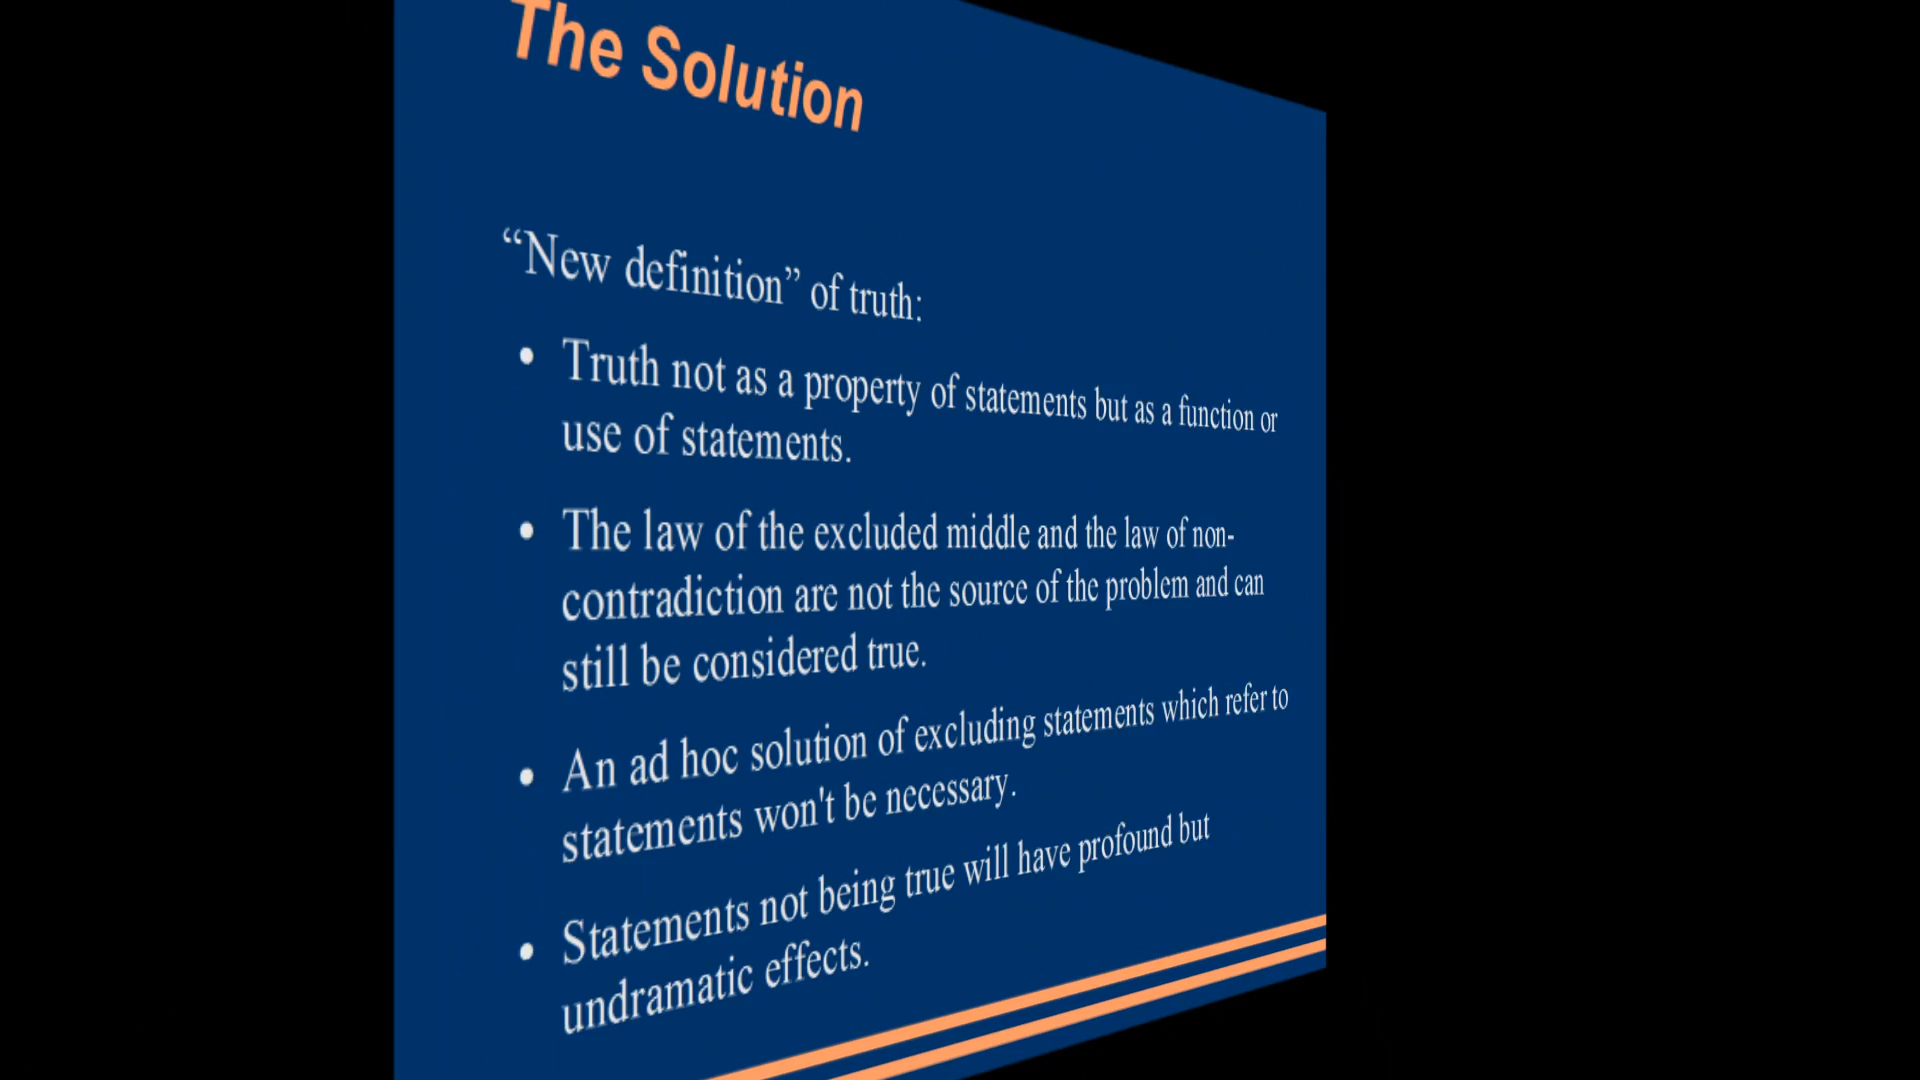 The Solution
“New definition” of truth:
• Truth not as a property of statements but as a function or
use of statements.
• The law of the excluded middle and the law of non-
contradiction are not the source of the problem and can
still be considered true.
• An ad hoc solution of excluding statements which refer to
statements won't be necessary.
• Statements not being true will have profound but
undramatic effects.